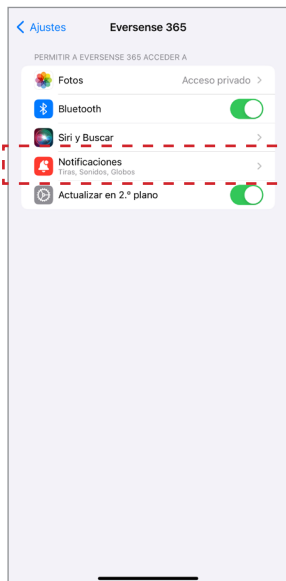 Ajustes Eversense 365
PERMITIR A EVERSENSE 365 ACCEDER A
Fotos Acceso privado
Bluetooth
Siri y Buscar
Notificaciones
Tiras, Sonidos, Globos
Actualizar en 2.º plano